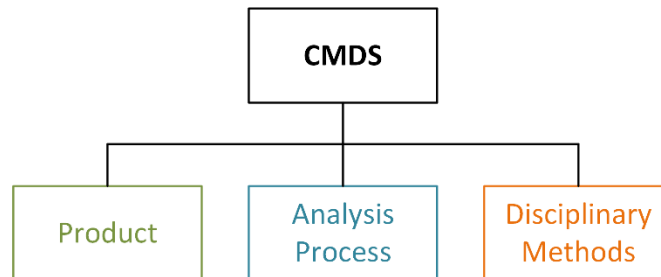 CMDS
Product
Analysis
Process
Disciplinary
Methods